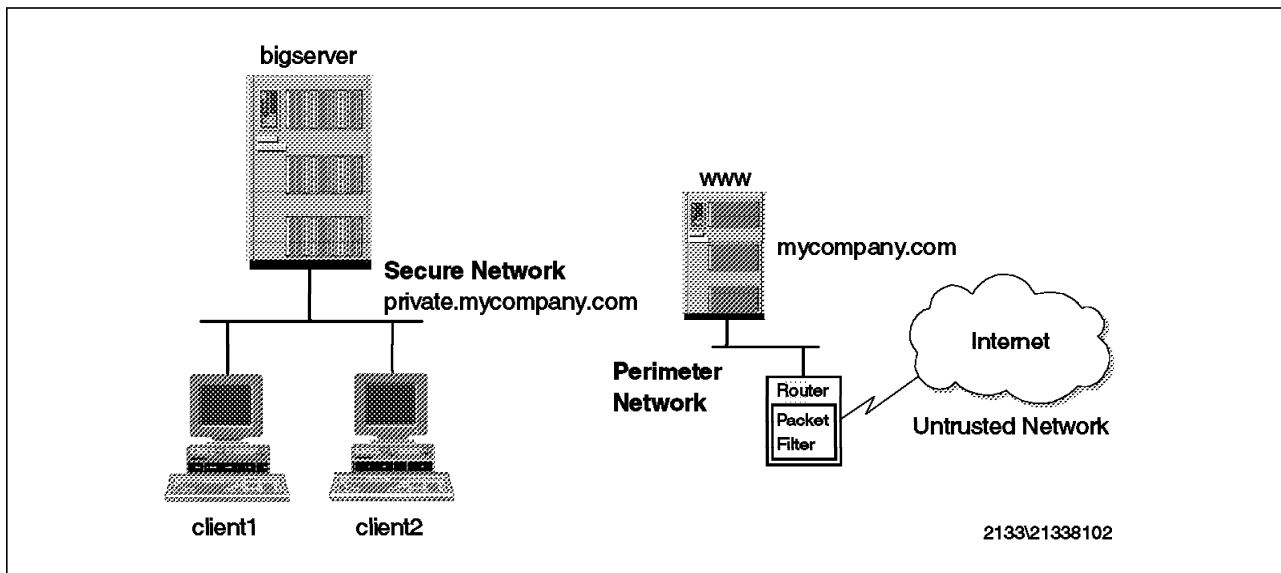 bigserver
Secure Network
private.mycompany.com
client1
client2
www
mycompany.com
Perimeter
Network
Router
Packet
Filter
Internet
Untrusted Network
2133\21338102